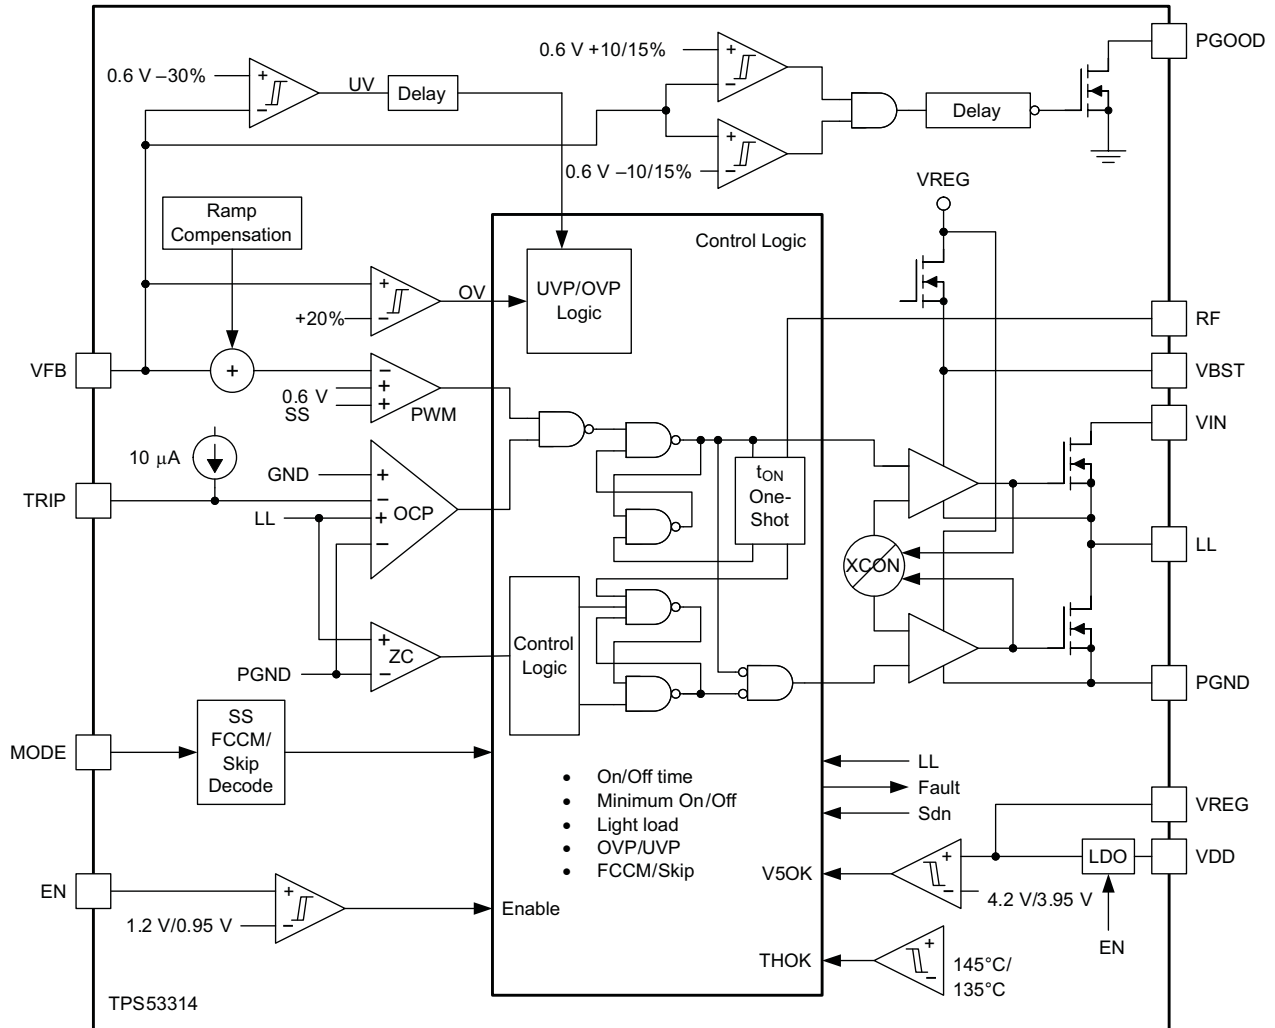 PGOOD
0.6 V +10/15%
0.6 V –30%
+
–
UV
Delay
+
–
Delay
+
–
0.6 V –10/15%
VREG
Ramp
Compensation
Control Logic
UVP/OVP
Logic
+
–
OV
+20%
RF
VFB
+
–
+
+
0.6 V
SS
PWM
VBST
VIN
10 µA
GND
+
–
+
–
OCP
TRIP
LL
tON
One-
Shot
LL
XCON
Control
Logic
+
–
ZC
PGND
PGND
MODE
SS
FCCM/
Skip
Decode
• On/Off time
• Minimum On/Off
• Light load
• OVP/UVP
• FCCM/Skip
LL
Fault
Sdn
VREG
LDO
VDD
V5OK
+
–
4.2 V/3.95 V
EN
EN
+
–
1.2 V/0.95 V
Enable
THOK
+
–
145°C/
135°C
TPS53314